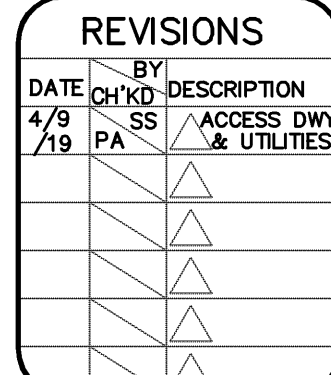 REVISIONS
BY
DATE CH'KD DESCRIPTION
4/9 SS ACCESS DWY
/19 PA & UTILITIES